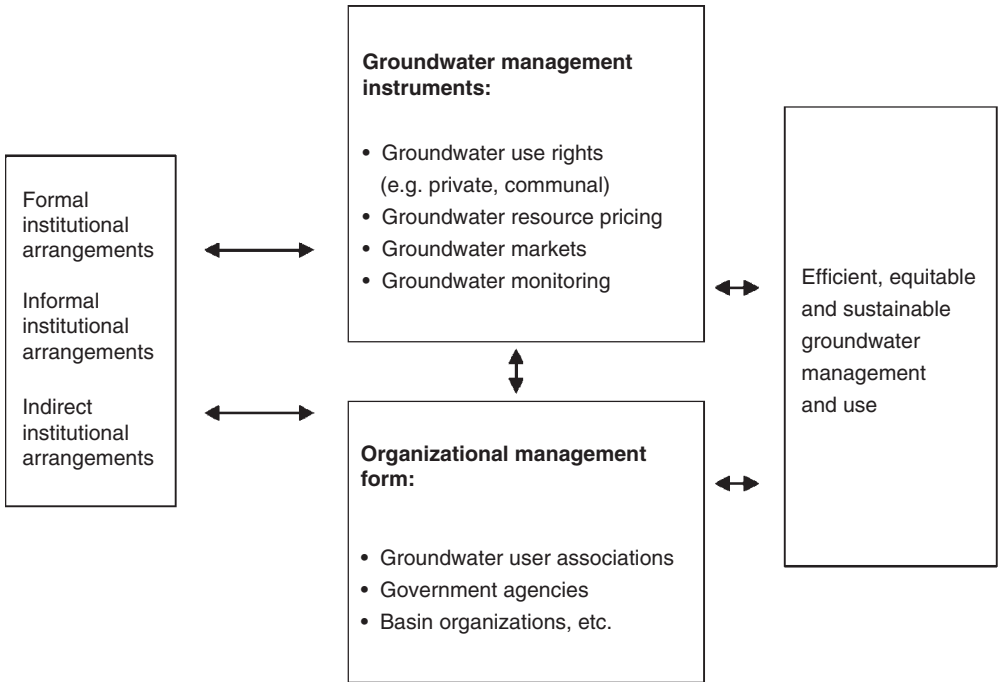 Formal
institutional
arrangements
Informal
institutional
arrangements
Indirect
institutional
arrangements
Groundwater management
instruments:
• Groundwater use rights
(e.g. private, communal)
• Groundwater resource pricing
• Groundwater markets
• Groundwater monitoring
Organizational management
form:
• Groundwater user associations
• Government agencies
• Basin organizations, etc.
Efficient, equitable
and sustainable
groundwater
management
and use